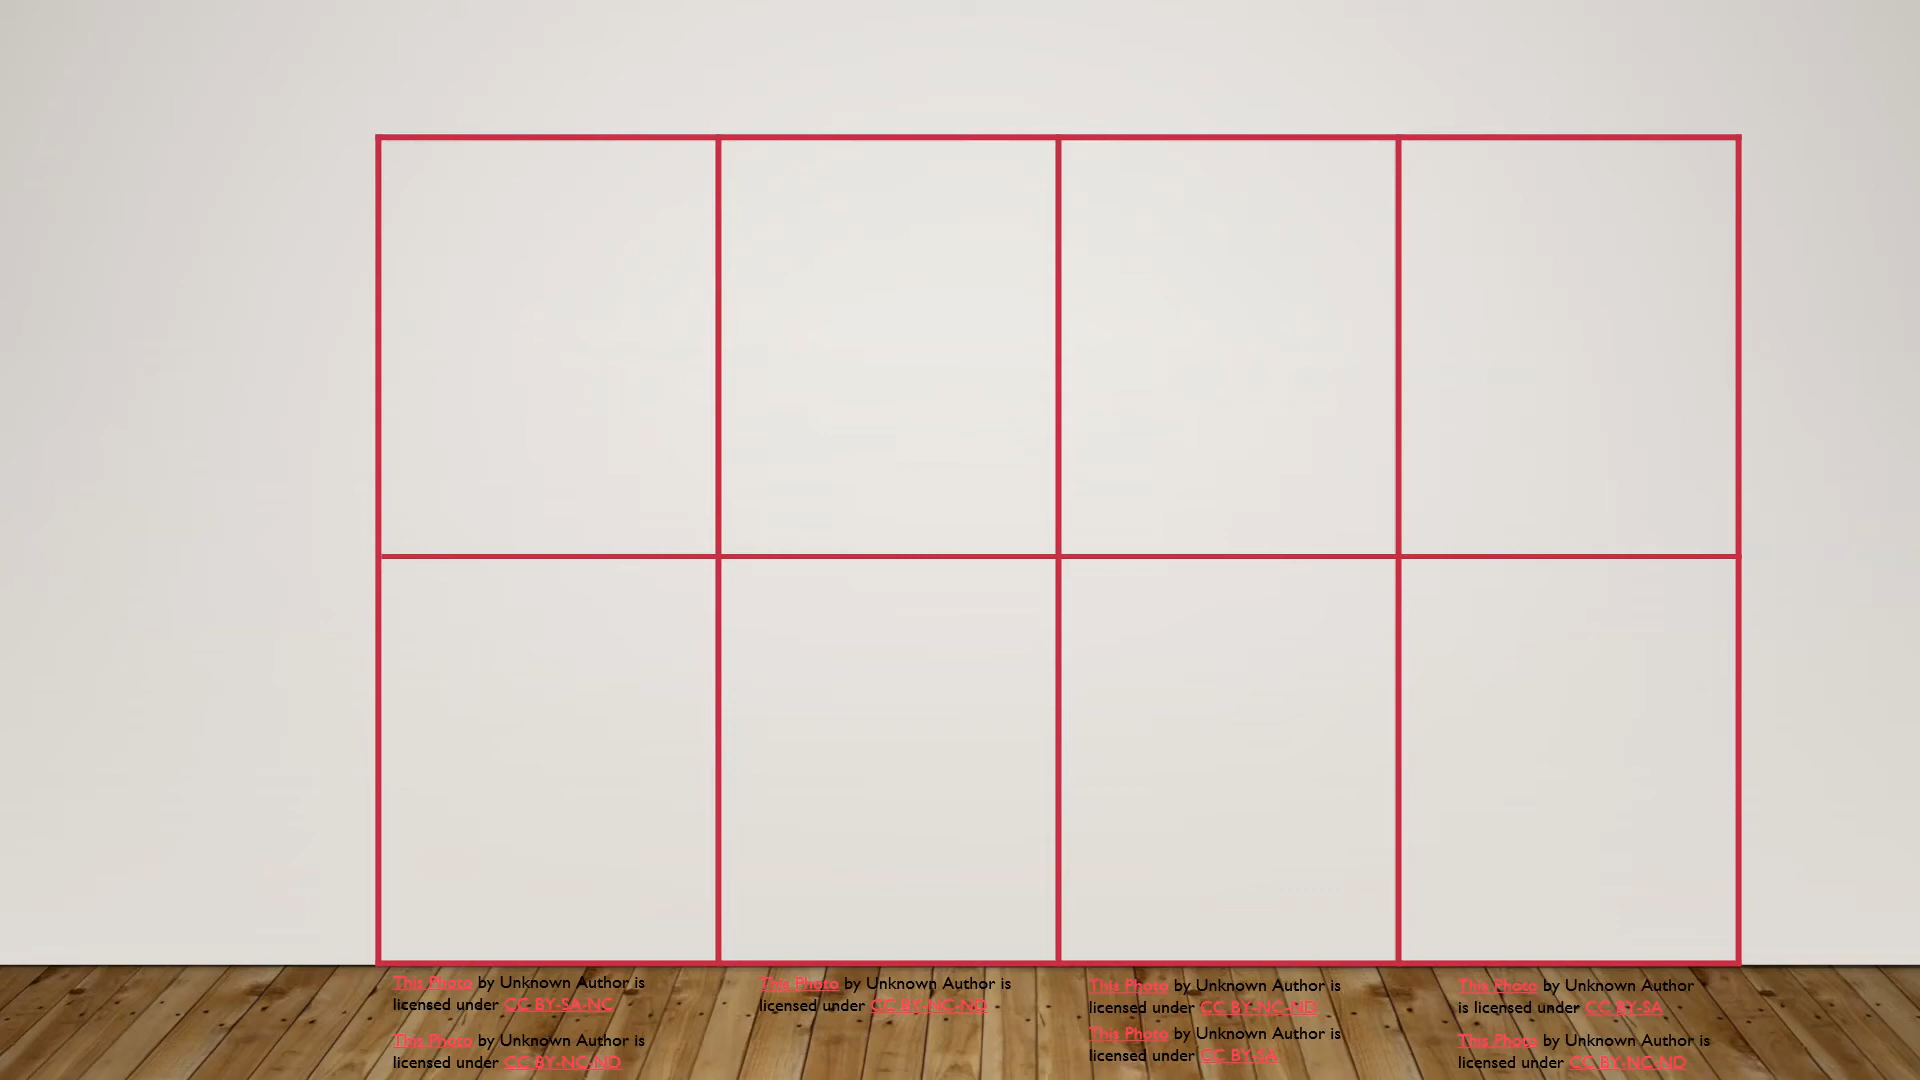 This Photo by Unknown Author is
licensed under CC BY-SA-NC
This Photo by Unknown Author is
licensed under CC BY-NC-ND
This Photo by Unknown Author is
licensed under CC BY-NC-ND
This Photo by Unknown Author is
licensed under CC BY-NC-ND
This Photo by Unknown Author is
licensed under CC BY-SA
This Photo by Unknown Author
is licensed under CC BY-SA
This Photo by Unknown Author is
licensed under CC BY-NC-ND